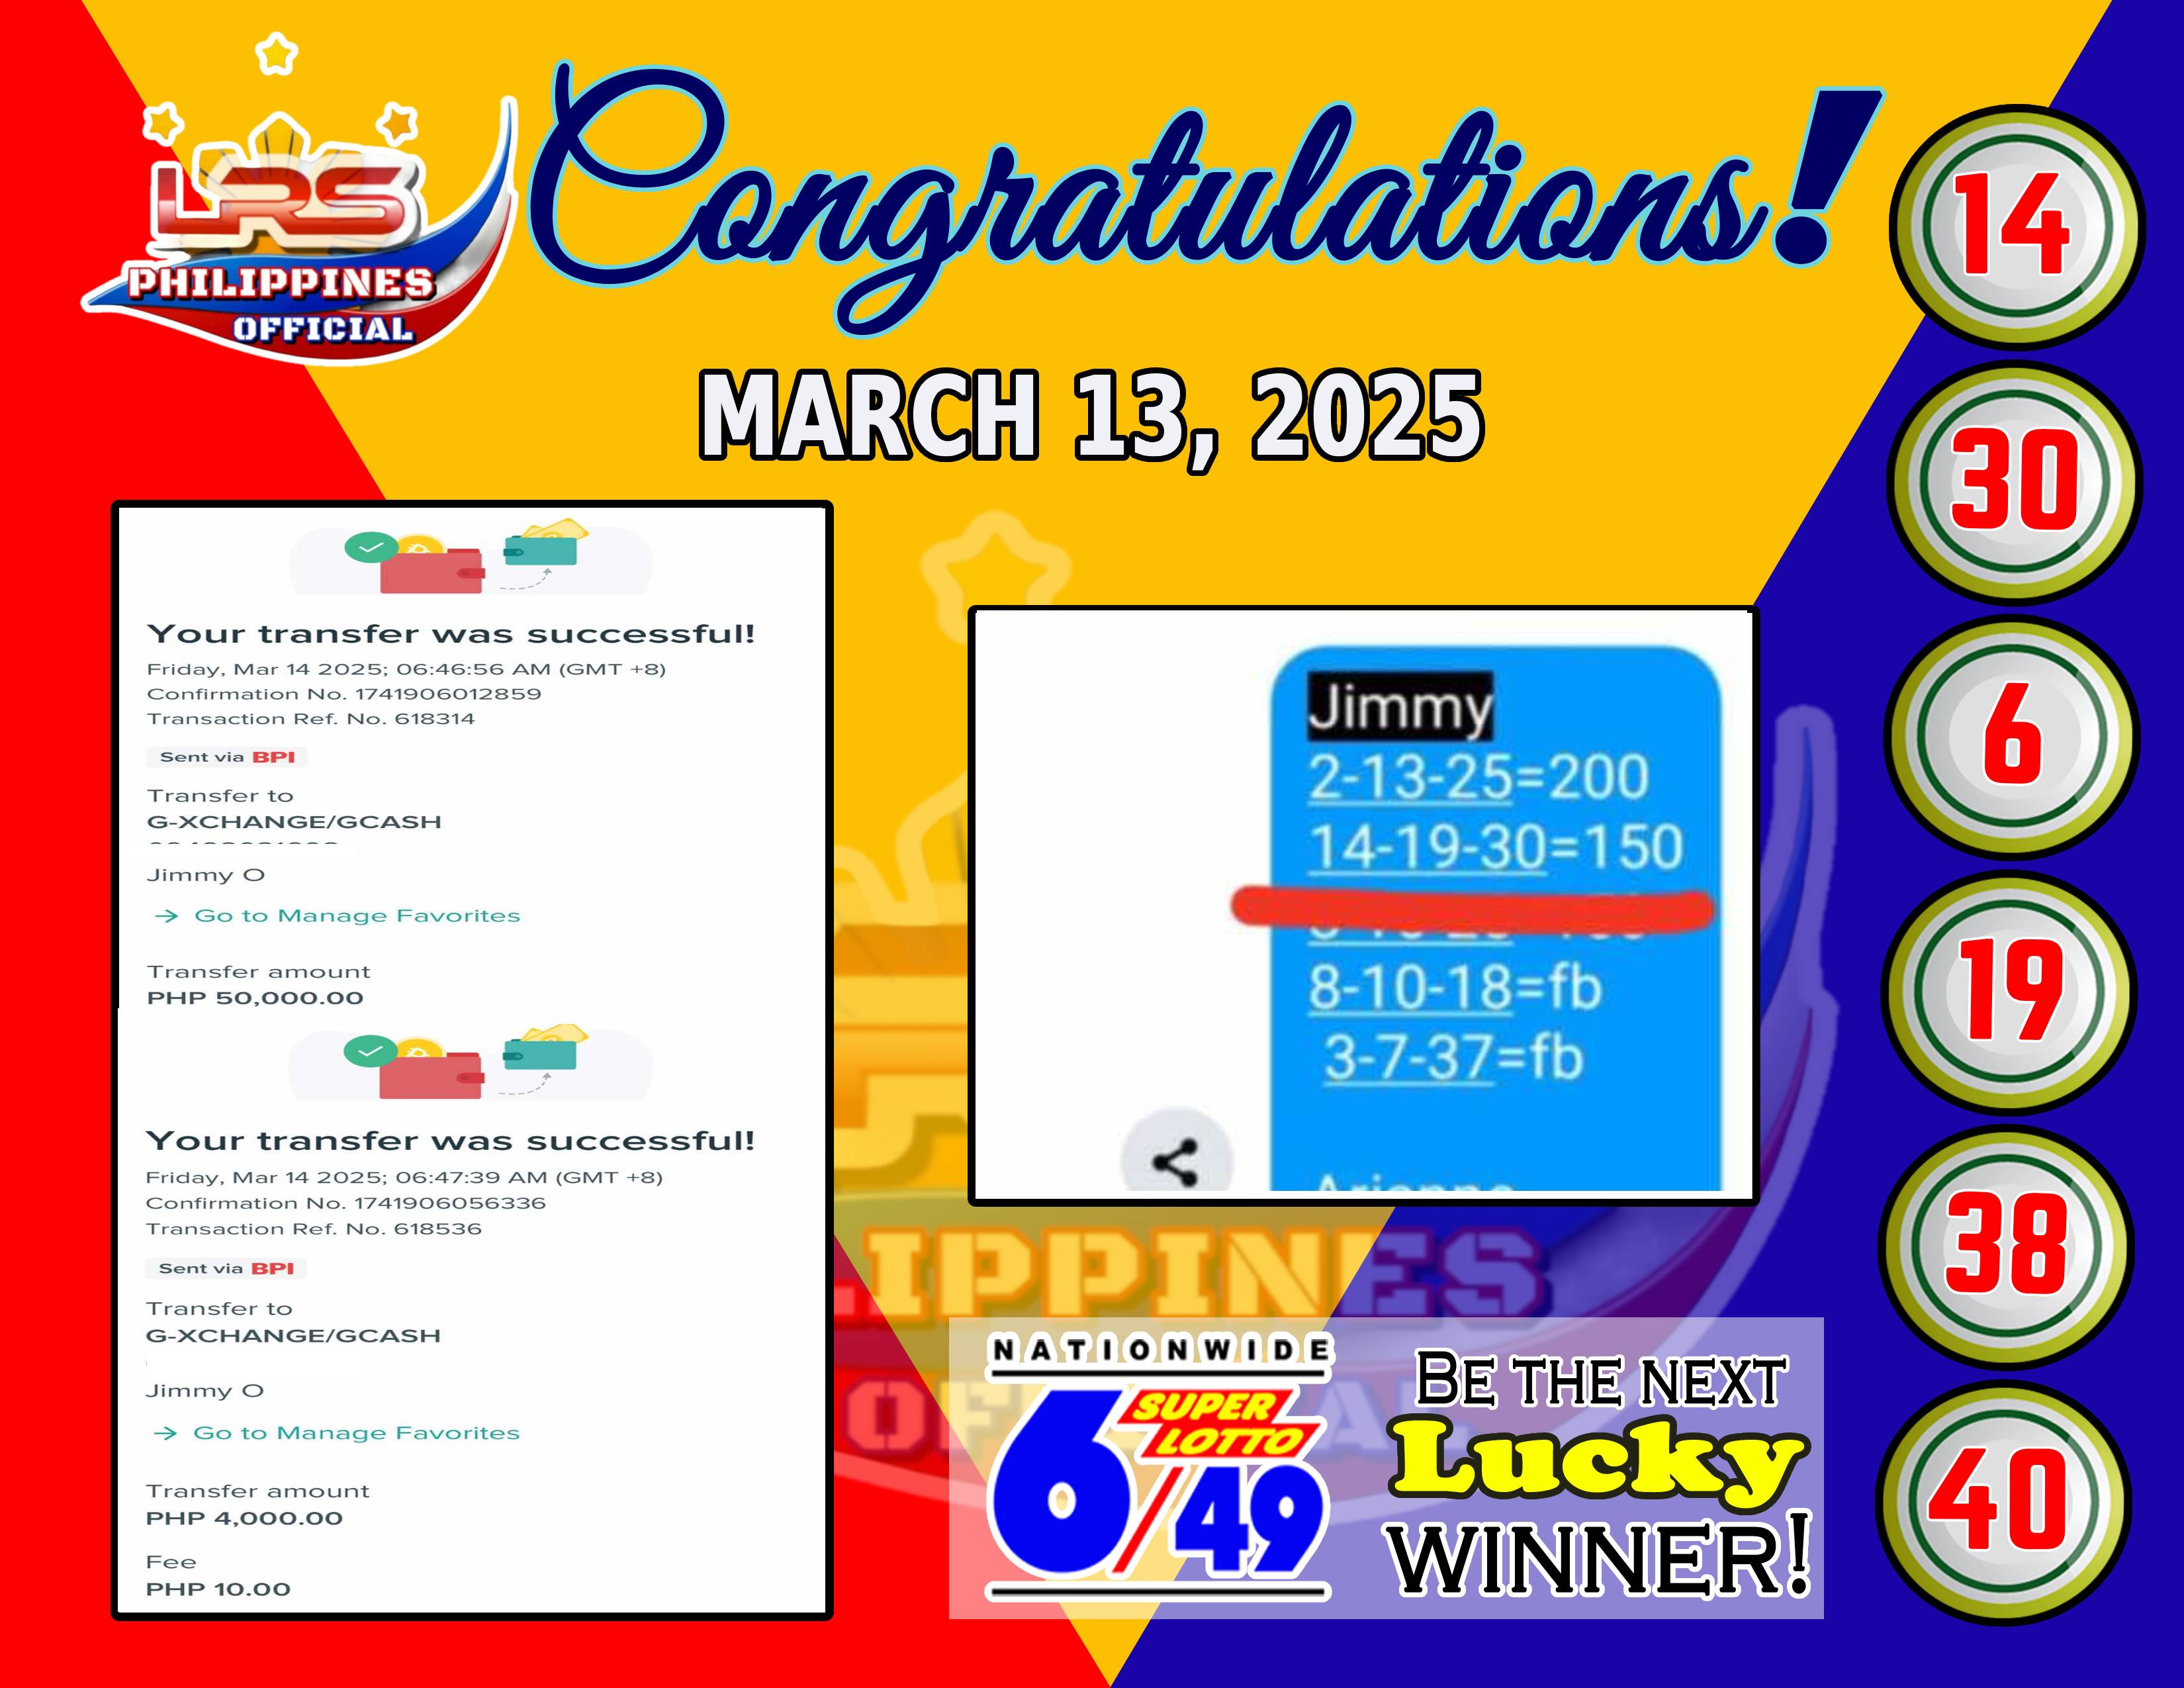 LRS
PHILIPPINES
OFFICIAL
Congratulations!
MARCH 13, 2025
Your transfer was successful!
Friday, Mar 14 2025; 06:46:56 AM (GMT +8)
Confirmation No. 1741906012859
Transaction Ref. No. 618314
Sent via BPI
Transfer to
G-XCHANGE/GCASH
Jimmy O
→ Go to Manage Favorites
Transfer amount
PHP 50,000.00
Your transfer was successful!
Friday, Mar 14 2025; 06:47:39 AM (GMT +8)
Confirmation No. 1741906056336
Transaction Ref. No. 618536
Sent via BPI
Transfer to
G-XCHANGE/GCASH
Jimmy O
→ Go to Manage Favorites
Transfer amount
PHP 4,000.00
Fee
PHP 10.00
Jimmy
2-13-25=200
14-19-30=150
8-10-18=fb
3-7-37=fb
IPPINES
NATIONWIDE
SUPER
LOTTO
6/49
BE THE NEXT
Lucky
WINNER!
14
30
6
19
38
40